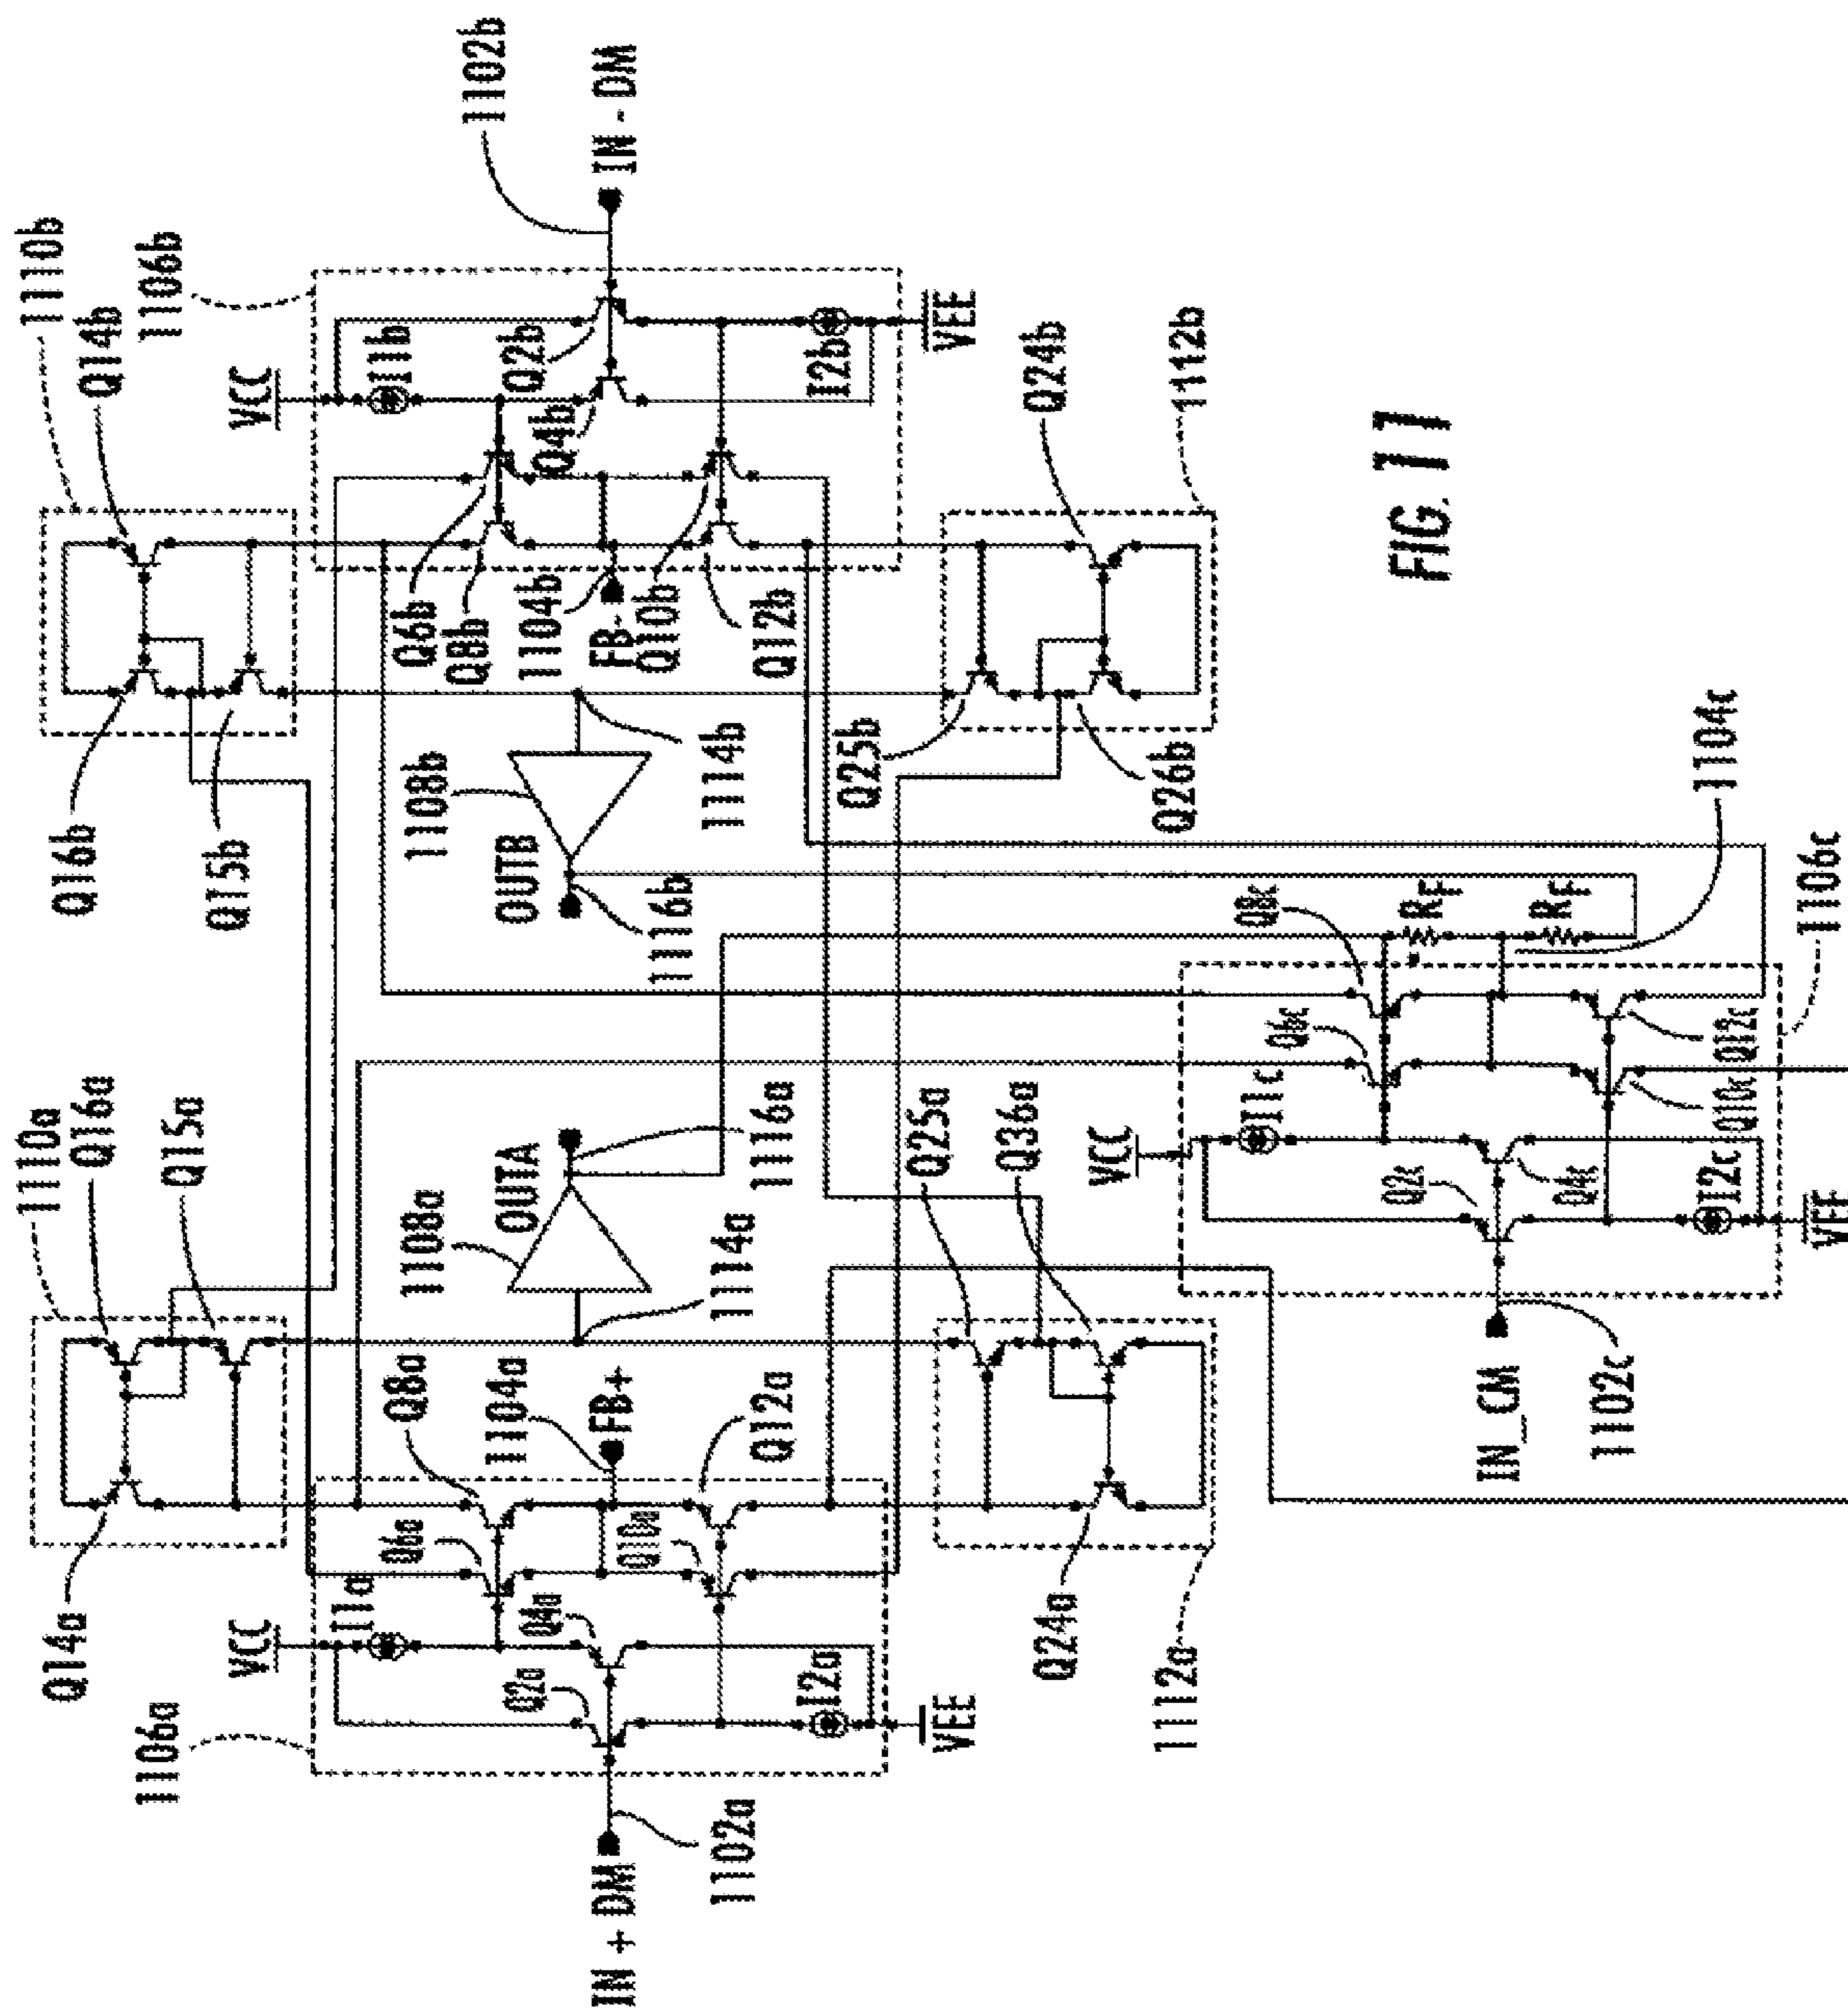 1110a
Q14a
Q16a
Q15a
1106a
VCC
I1a
Q8a
Q6a
Q4a
Q2a
1104a
FB+
Q10a
Q12a
IN + DM
1102a
I2a
VEE
1108a
OUTA
1114a
1116a
Q25a
Q36a
Q24a
1112a
1110b
Q16b
Q14b
Q15b
1106b
VCC
I1b
Q6b
Q8b
Q4b
Q2b
1102b
IN - DM
1104b
FB-
Q10b
Q12b
I2b
VEE
1108b
OUTB
1116b
1114b
Q25b
Q24b
Q26b
1112b
VCC
I1c
Q6c
Q8c
Q2c
Q4c
RF
RF
1104c
IN_CM
1102c
I2c
Q10c
Q12c
1106c
VEE
FIG. 11